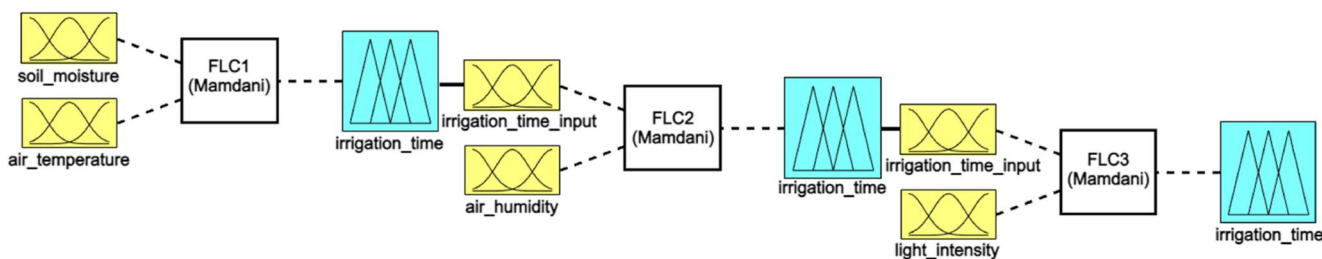 soil_moisture
air_temperature
FLC1
(Mamdani)
irrigation_time
irrigation_time_input
air_humidity
FLC2
(Mamdani)
irrigation_time
irrigation_time_input
light_intensity
FLC3
(Mamdani)
irrigation_time